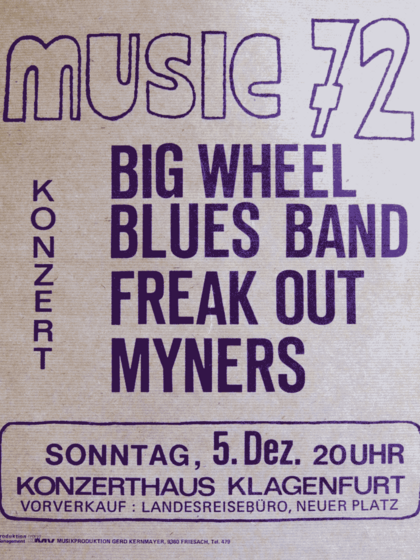 MUSIC 72
KONZERT
BIG WHEEL
BLUES BAND
FREAK OUT
MYNERS
SONNTAG, 5. Dez. 20 UHR
KONZERTHAUS KLAGENFURT
VORVERKAUF : LANDESREISEBÜRO, NEUER PLATZ
MUSIKPRODUKTION GERD KERNMAYER, 9360 FRIESACH, Tel. 478